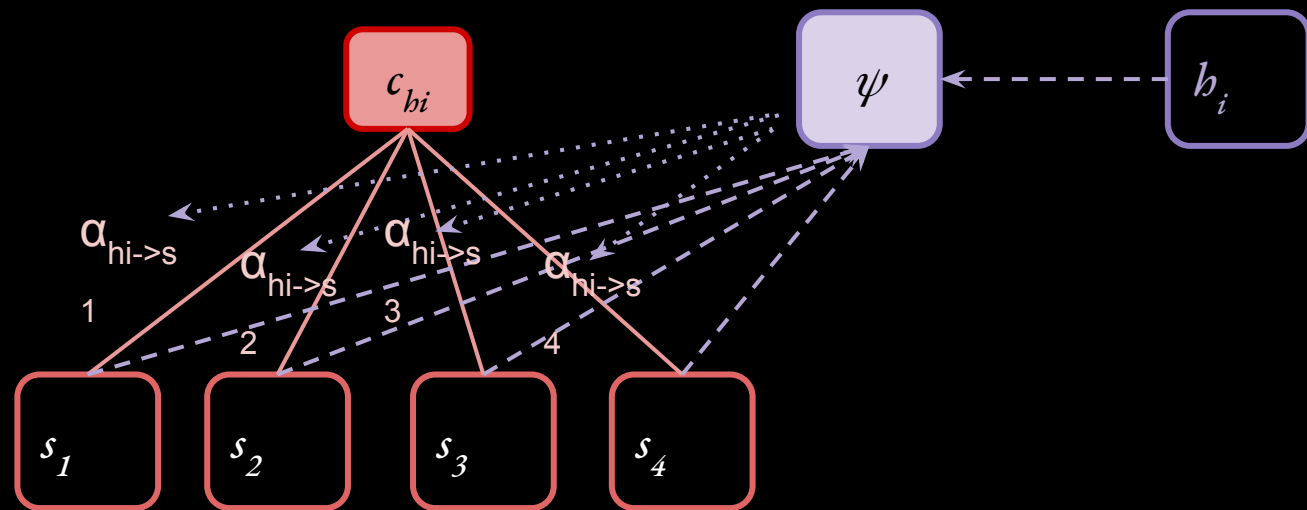 c_hi
ψ
h_i
α_hi->s
1
α_hi->s
2
α_hi->s
3
α_hi->s
4
s_1
s_2
s_3
s_4